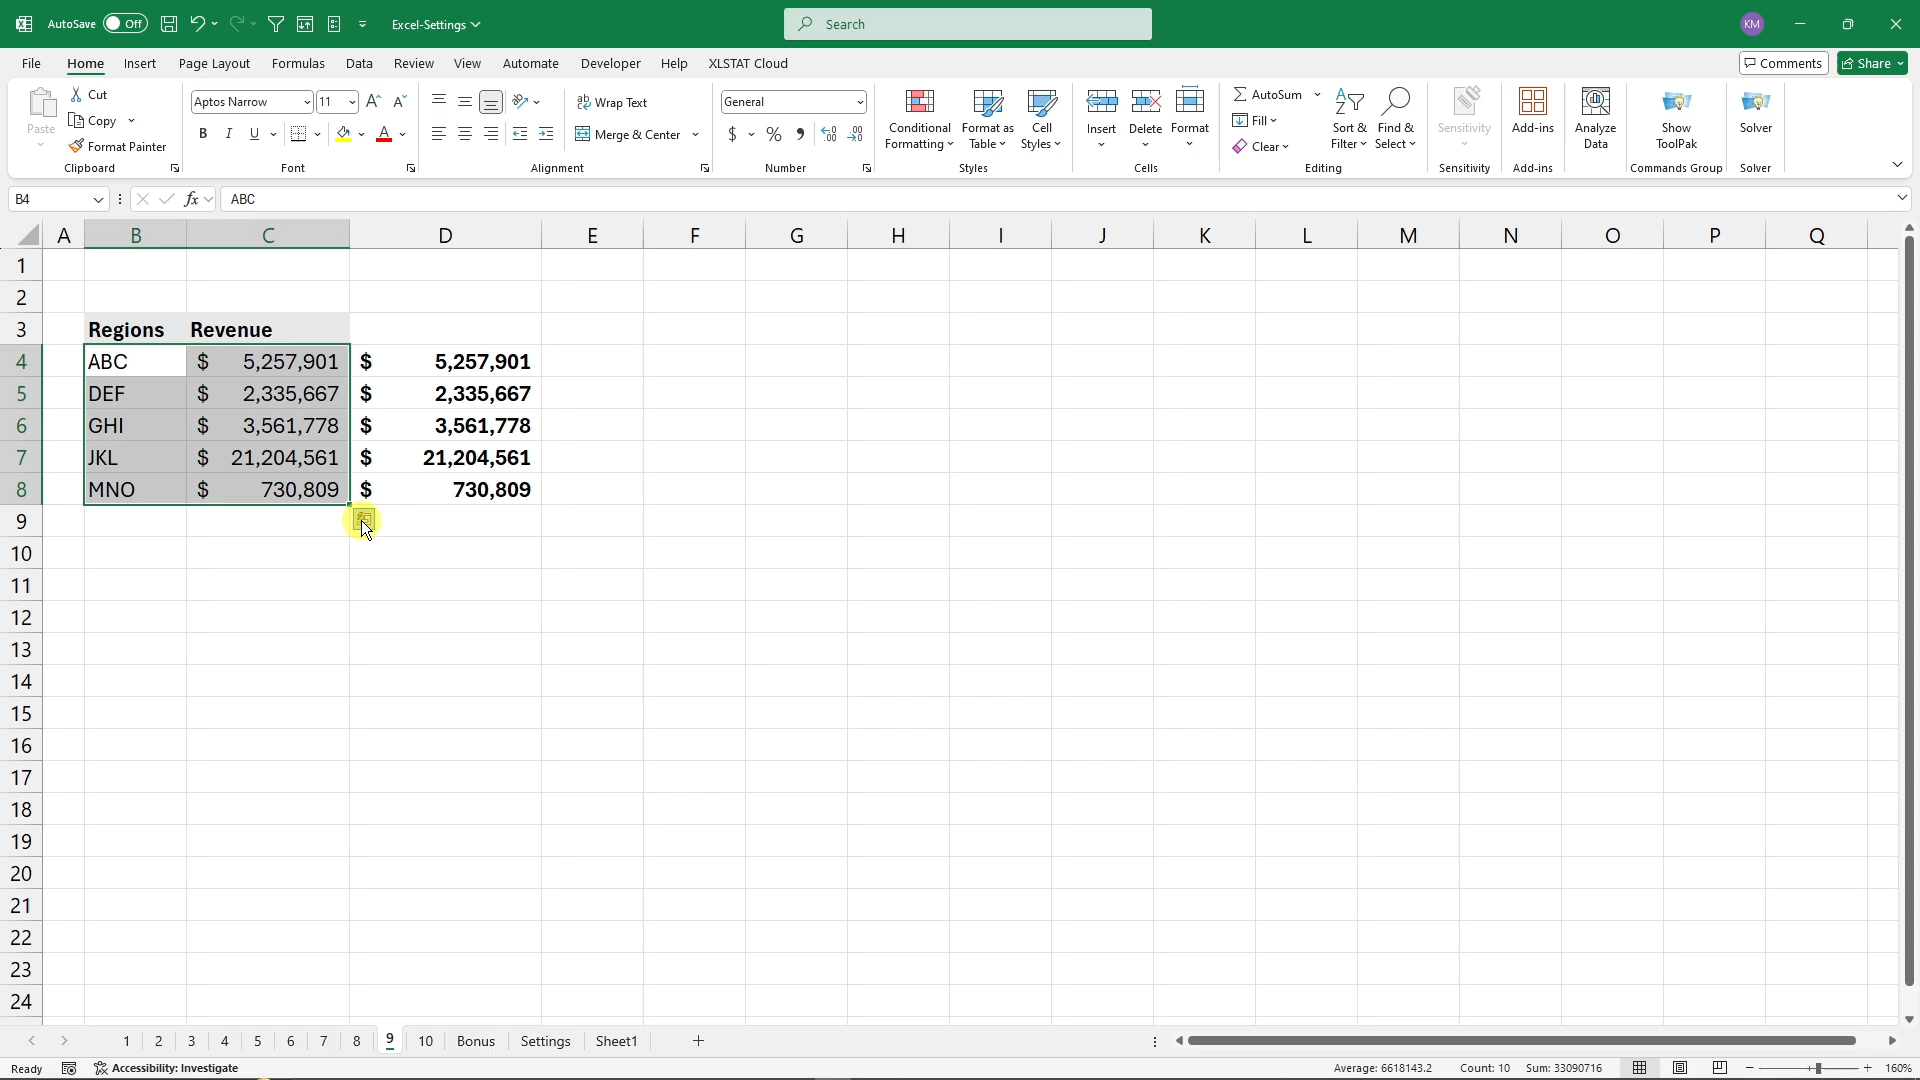 AutoSave Off Excel-Settings Search KM
File Home Insert Page Layout Formulas Data Review View Automate Developer Help XLSTAT Cloud Comments Share
Paste Cut Copy Format Painter Clipboard
Aptos Narrow 11 A A B I U A Font
ab Wrap Text Merge & Center Alignment
General $ % , Number
Conditional Formatting Format as Table Cell Styles Styles
Insert Delete Format Cells
AutoSum Fill Clear Sort & Filter Find & Select Editing
Sensitivity Sensitivity
Add-ins Add-ins
Analyze Data
Show ToolPak Commands Group
Solver Solver
B4 fx ABC
A B C D E F G H I J K L M N O P Q
1
2
3 Regions Revenue
4 ABC $ 5,257,901 $ 5,257,901
5 DEF $ 2,335,667 $ 2,335,667
6 GHI $ 3,561,778 $ 3,561,778
7 JKL $ 21,204,561 $ 21,204,561
8 MNO $ 730,809 $ 730,809
9
10
11
12
13
14
15
16
17
18
19
20
21
22
23
24
1 2 3 4 5 6 7 8 9 10 Bonus Settings Sheet1
Ready Accessibility: Investigate Average: 6618143.2 Count: 10 Sum: 33090716 160%